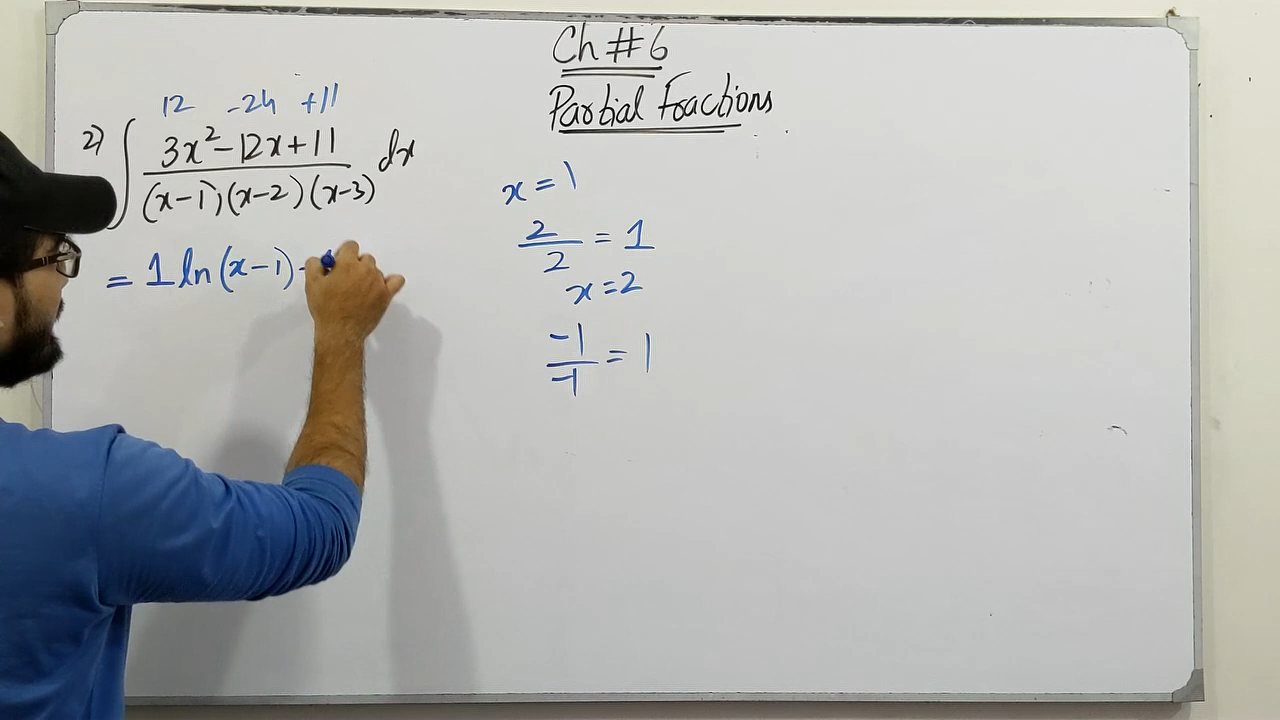 Ch # 6
Partial Fractions
12 -24 +11
2) ∫ 3x² - 12x + 11 / (x-1)(x-2)(x-3) dx
= 1 ln(x-1)
x = 1
2/2 = 1
x = 2
-1/-1 = 1